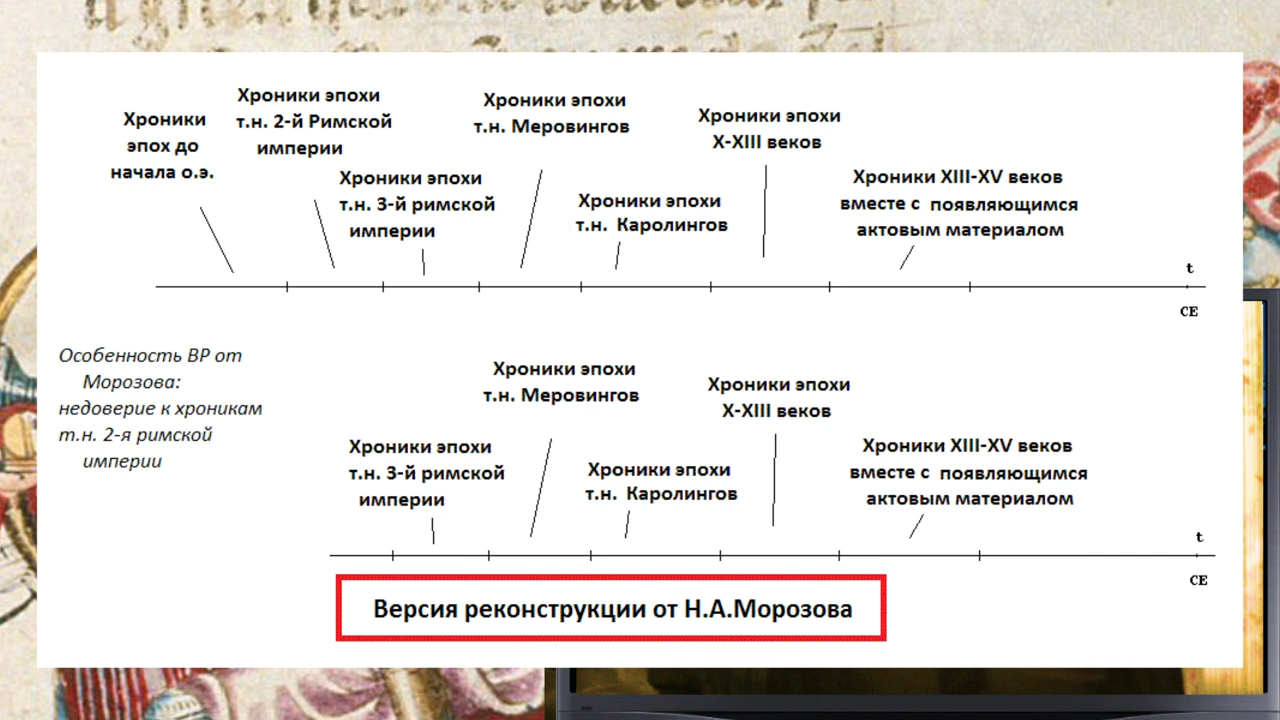 Хроники
эпох до
начала о.э.
Хроники эпохи
т.н. 2-й Римской
империи
Хроники эпохи
т.н. 3-й римской
империи
Хроники эпохи
т.н. Меровингов
Хроники эпохи
т.н. Каролингов
Хроники эпохи
X-XIII веков
Хроники XIII-XV веков
вместе с появляющимся
актовым материалом
t
CE
Особенность ВР от
Морозова:
недоверие к хроникам
т.н. 2-я римской
империи
Хроники эпохи
т.н. 3-й римской
империи
Хроники эпохи
т.н. Меровингов
Хроники эпохи
т.н. Каролингов
Хроники эпохи
X-XIII веков
Хроники XIII-XV веков
вместе с появляющимся
актовым материалом
t
CE
Версия реконструкции от Н.А.Морозова